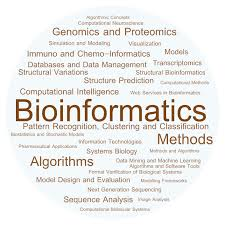 Algorithmic Concepts
Computational Neuroscience
Genomics and Proteomics
Simulation and Modeling Visualization
Immuno and Chemo-Informatics Models
Databases and Data Management Transcriptomics
Structural Variations Structural Bioinformatics
Structure Prediction Computational Methods
Computational Intelligence Web Services in Bioinformatics
Bioinformatics
Pattern Recognition, Clustering and Classification
Biostatistics and Stochastic Models Information Technologies Methods
Pharmaceutical Applications Systems Biology Methods and Algorithms
Algorithms Data Mining and Machine Learning
Algorithms and Software Tools
Formal Verification of Biological Systems
Model Design and Evaluation Modelling Frameworks
Next Generation Sequencing
Sequence Analysis Image Analysis
Computational Molecular Systems